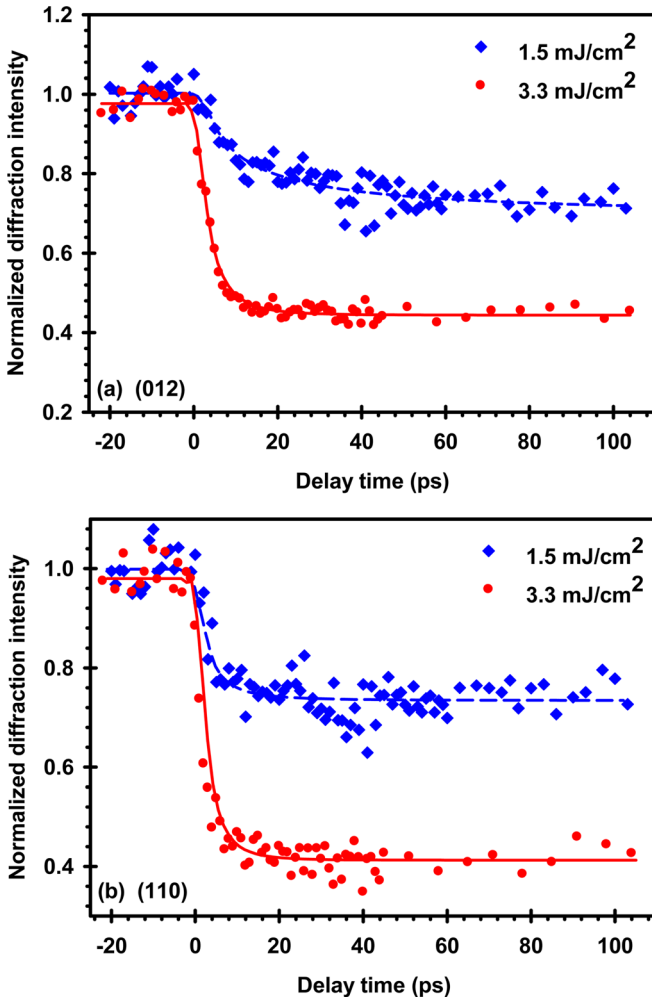 Normalized diffraction intensity
1.2
1.0
0.8
0.6
0.4
0.2
1.5 mJ/cm²
3.3 mJ/cm²
(a) (012)
-20 0 20 40 60 80 100
Delay time (ps)
Normalized diffraction intensity
1.0
0.8
0.6
0.4
1.5 mJ/cm²
3.3 mJ/cm²
(b) (110)
-20 0 20 40 60 80 100
Delay time (ps)